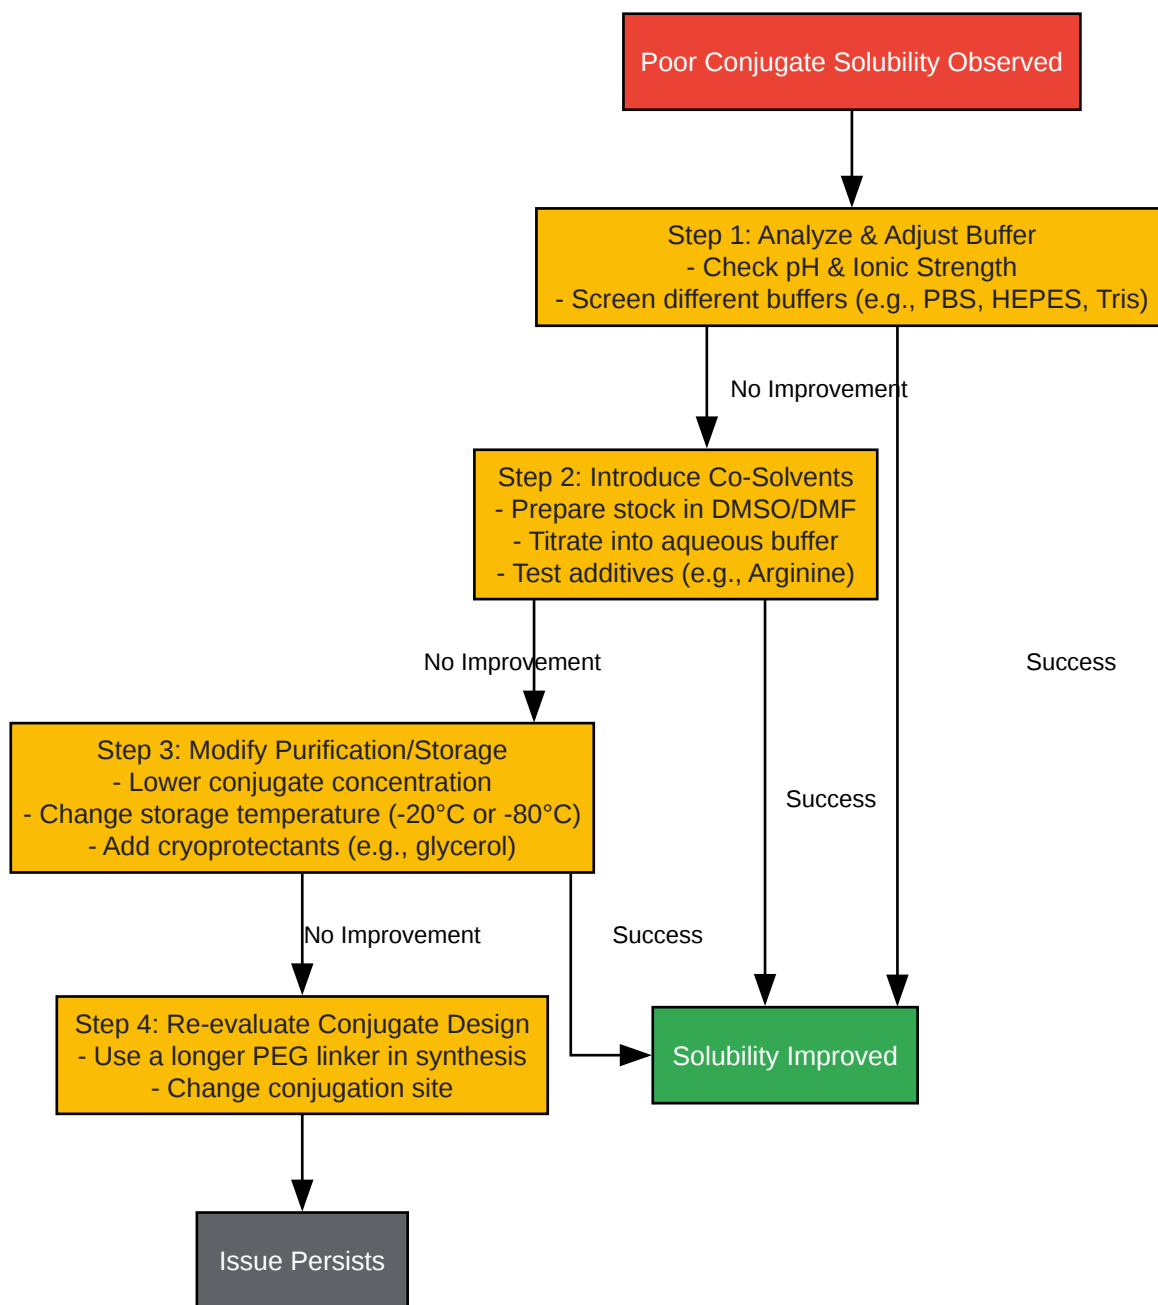 Poor Conjugate Solubility Observed
Step 1: Analyze & Adjust Buffer
- Check pH & Ionic Strength
- Screen different buffers (e.g., PBS, HEPES, Tris)
No Improvement
Step 2: Introduce Co-Solvents
- Prepare stock in DMSO/DMF
- Titrate into aqueous buffer
- Test additives (e.g., Arginine)
No Improvement
Success
Step 3: Modify Purification/Storage
- Lower conjugate concentration
- Change storage temperature (-20°C or -80°C)
- Add cryoprotectants (e.g., glycerol)
Success
No Improvement
Success
Step 4: Re-evaluate Conjugate Design
- Use a longer PEG linker in synthesis
- Change conjugation site
Solubility Improved
Issue Persists